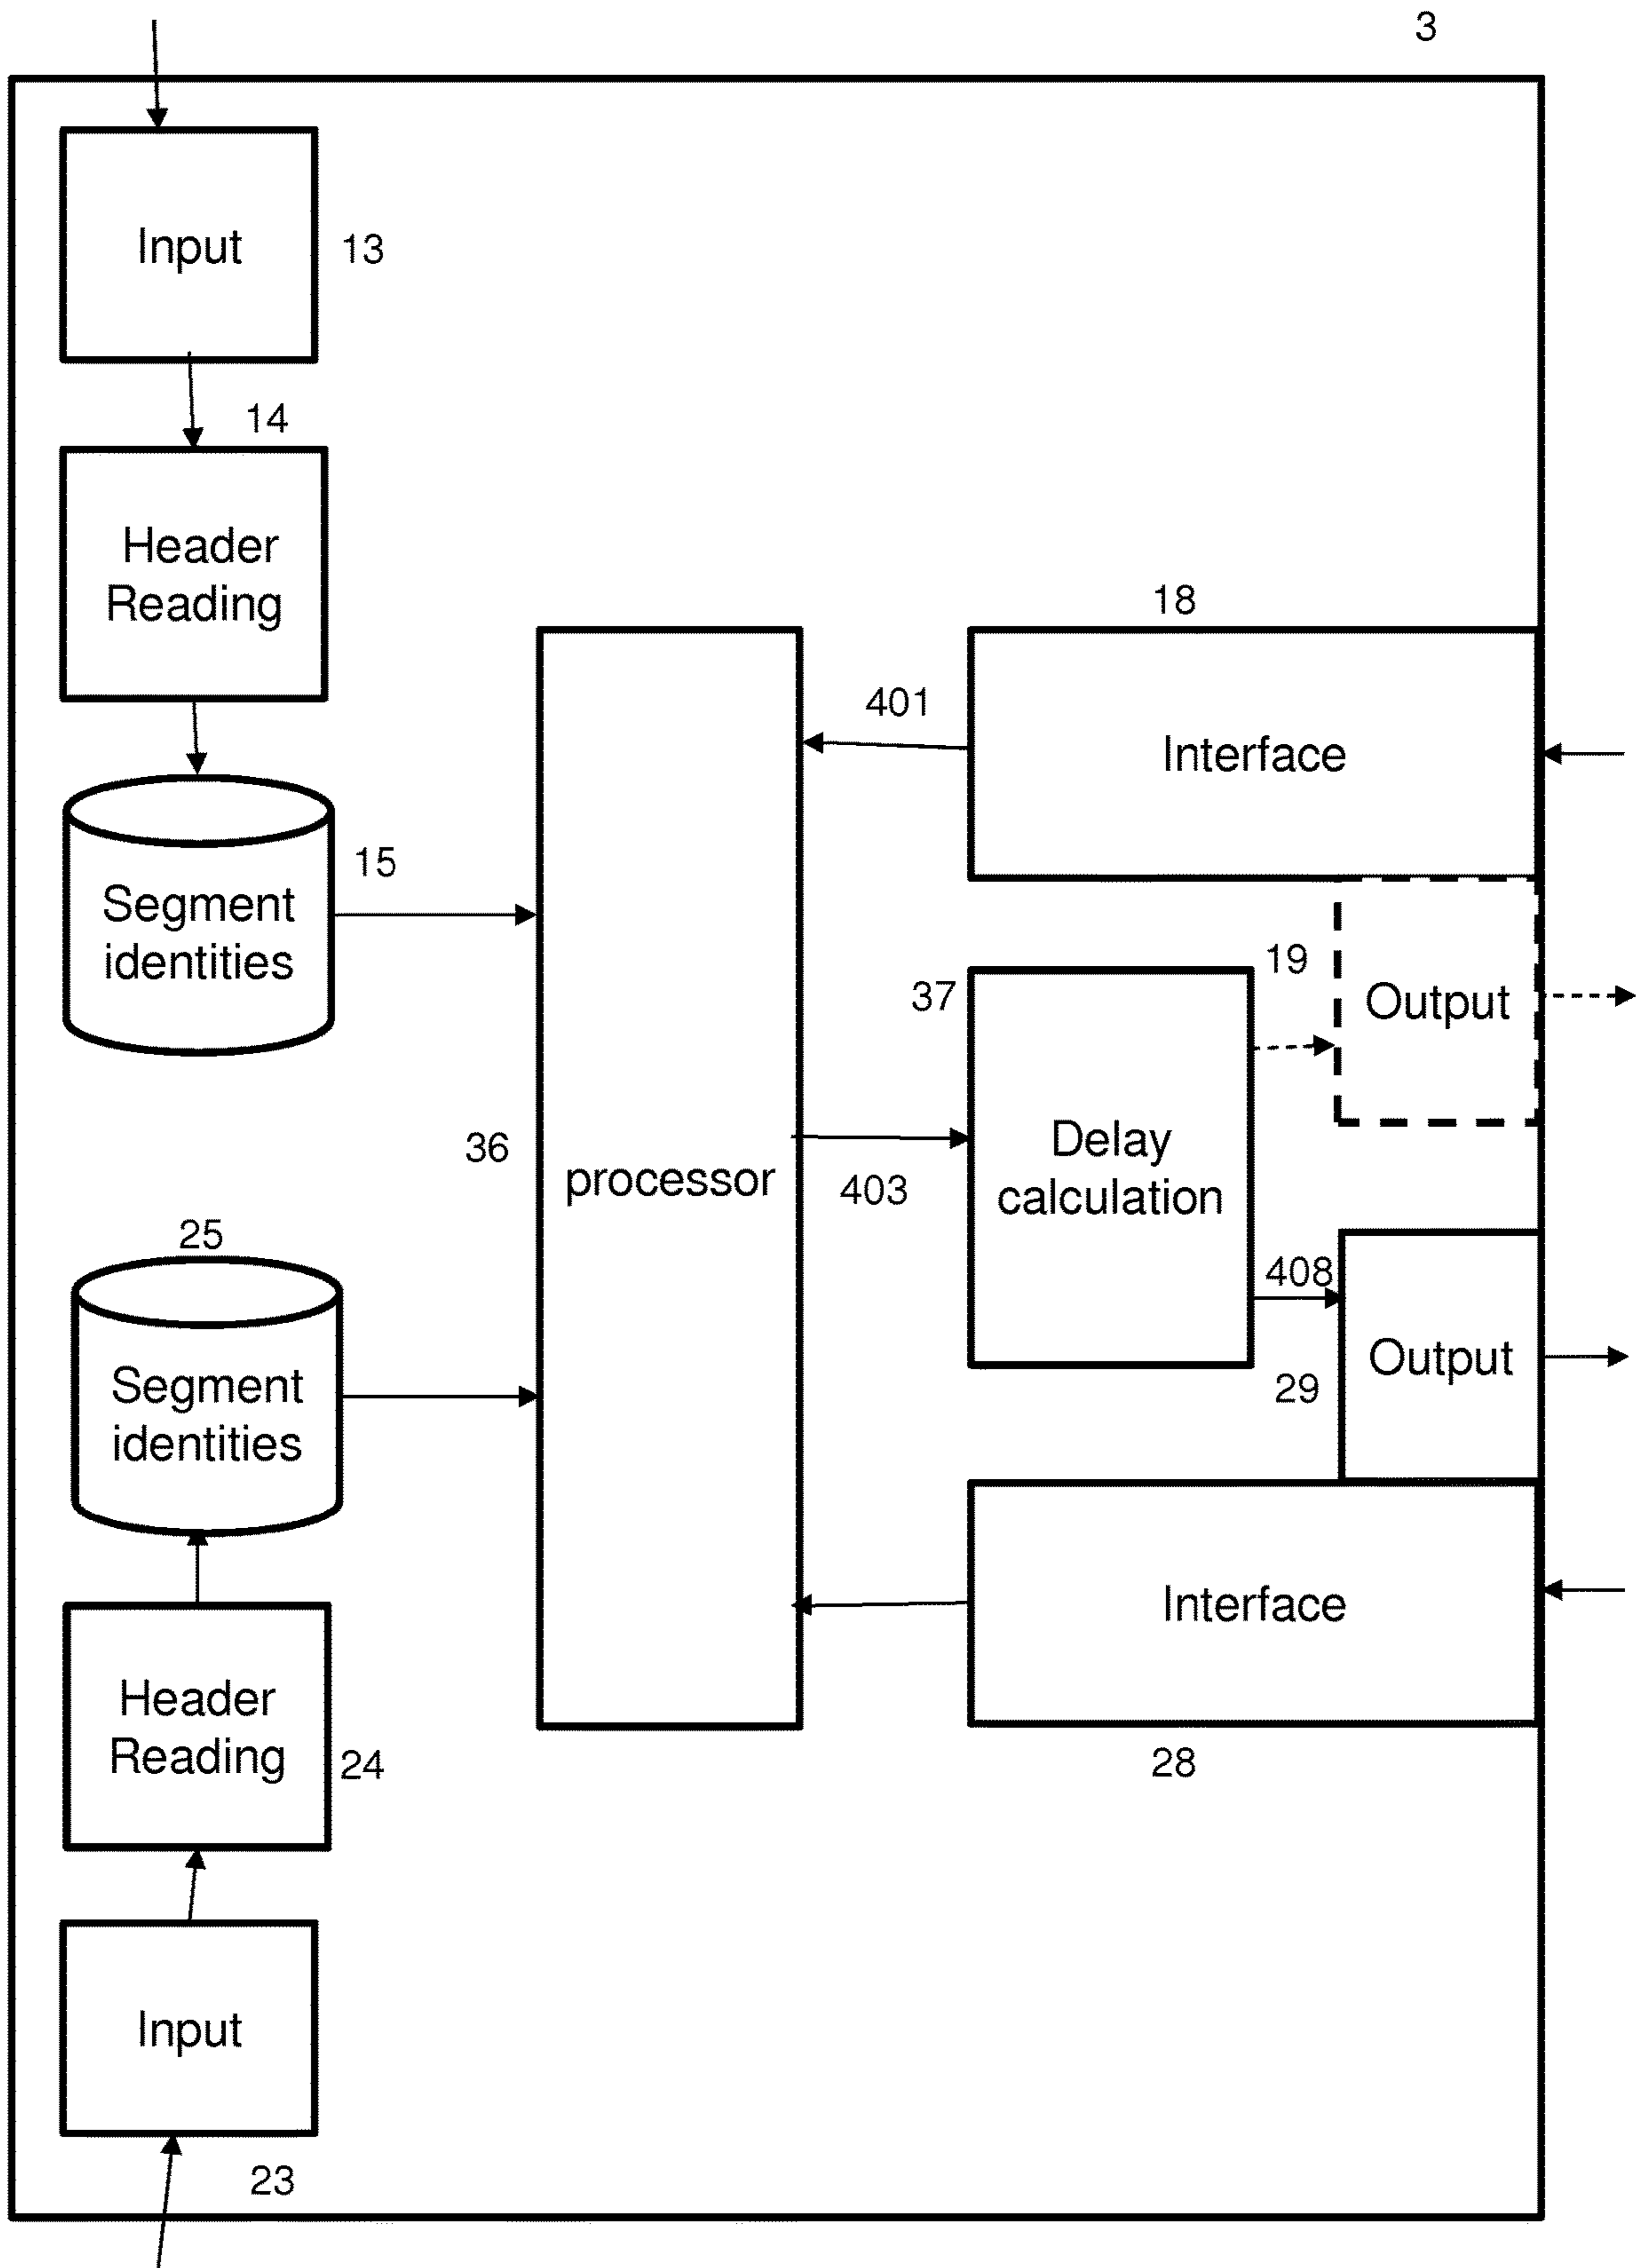 3
Input
13
14
Header
Reading
18
401
Interface
15
Segment
identities
19
37
Output
36
processor
Delay
calculation
403
25
408
Segment
identities
Output
29
Interface
Header
Reading
24
28
Input
23